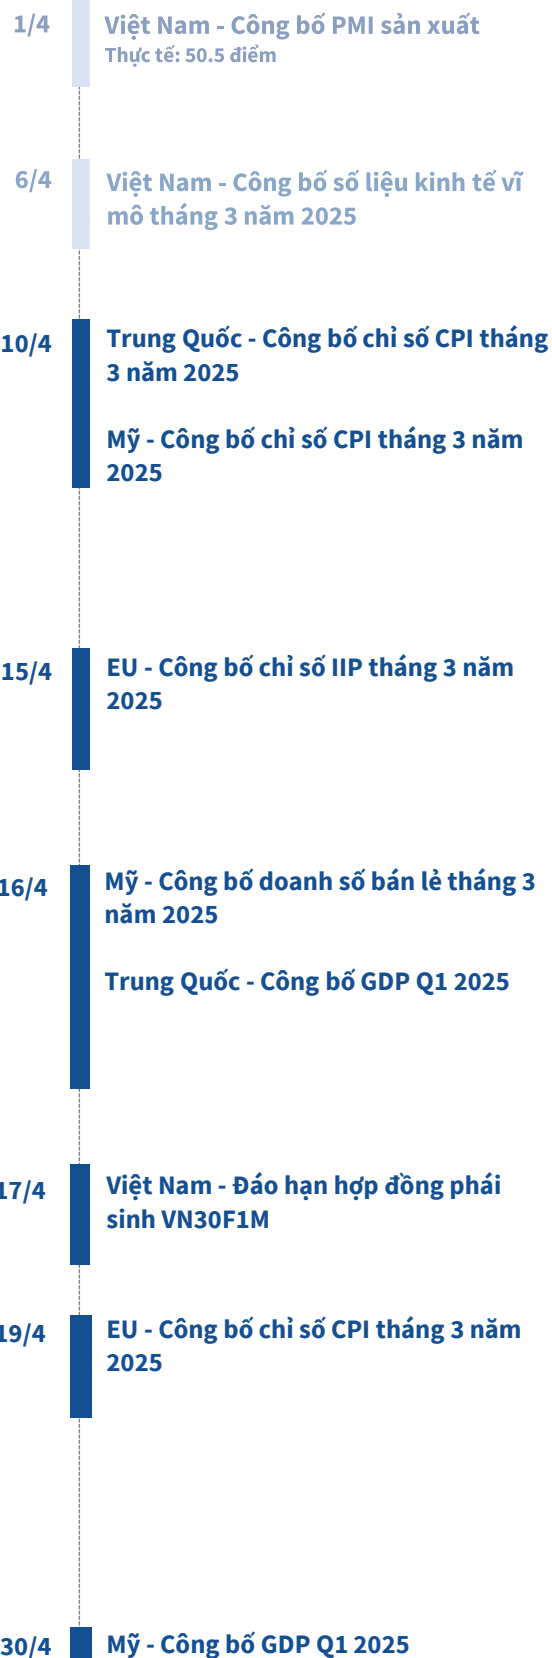 1/4
Việt Nam - Công bố PMI sản xuất
Thực tế: 50.5 điểm
6/4
Việt Nam - Công bố số liệu kinh tế vĩ
mô tháng 3 năm 2025
10/4
Trung Quốc - Công bố chỉ số CPI tháng
3 năm 2025
Mỹ - Công bố chỉ số CPI tháng 3 năm
2025
15/4
EU - Công bố chỉ số IIP tháng 3 năm
2025
16/4
Mỹ - Công bố doanh số bán lẻ tháng 3
năm 2025
Trung Quốc - Công bố GDP Q1 2025
17/4
Việt Nam - Đáo hạn hợp đồng phái
sinh VN30F1M
19/4
EU - Công bố chỉ số CPI tháng 3 năm
2025
30/4
Mỹ - Công bố GDP Q1 2025